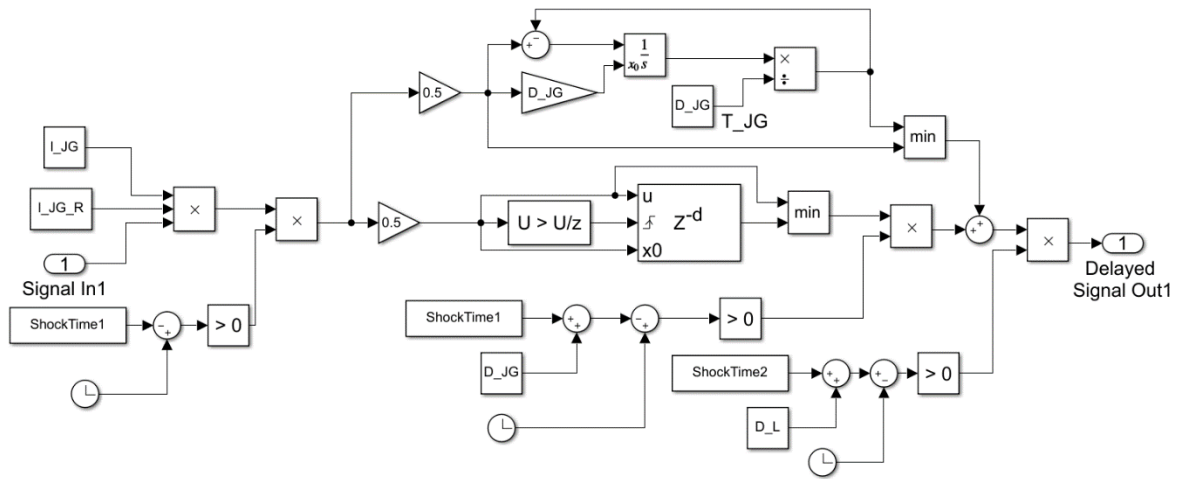 +
−
1
s
x₀
×
÷
0.5
D_JG
D_JG
T_JG
min
I_JG
I_JG_R
×
×
1
Signal In1
0.5
u
U > U/z
Z-d
x0
min
×
+
+
×
1
Delayed
Signal Out1
ShockTime1
−
+
> 0
ShockTime1
+
+
−
+
> 0
D_JG
ShockTime2
+
+
+
−
> 0
D_L